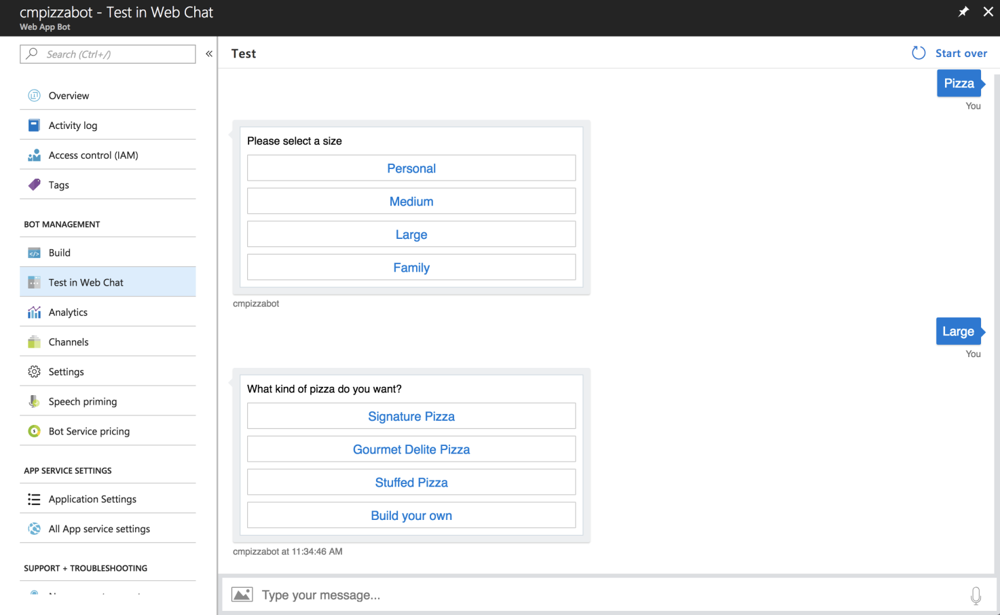 cmpizzabot - Test in Web Chat
Web App Bot
Search (Ctrl+/)
«
Overview
Activity log
Access control (IAM)
Tags
BOT MANAGEMENT
Build
Test in Web Chat
Analytics
Channels
Settings
Speech priming
Bot Service pricing
APP SERVICE SETTINGS
Application Settings
All App service settings
SUPPORT + TROUBLESHOOTING
Test
Start over
Pizza
You
Please select a size
Personal
Medium
Large
Family
cmpizzabot
Large
You
What kind of pizza do you want?
Signature Pizza
Gourmet Delite Pizza
Stuffed Pizza
Build your own
cmpizzabot at 11:34:46 AM
Type your message...